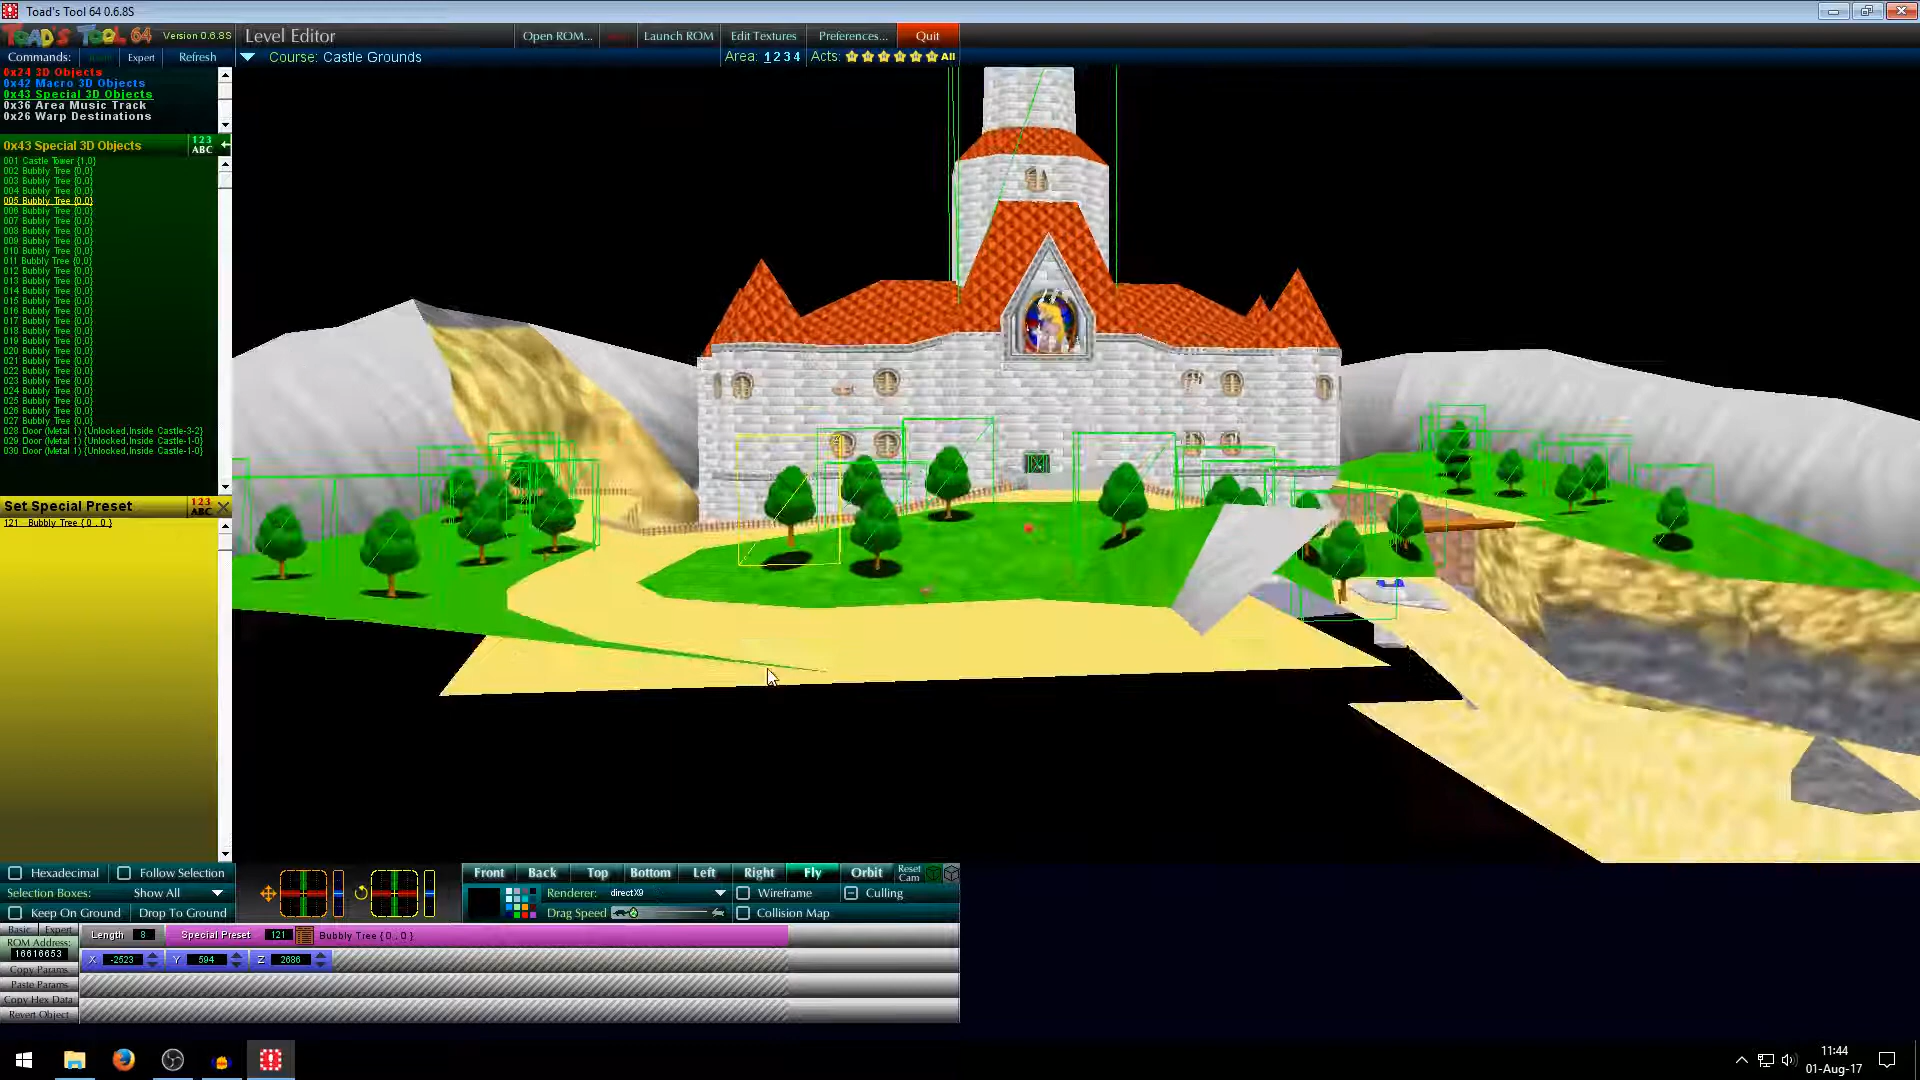 Toad's Tool 64 0.6.8S
TOAD'S TOOL 64 Version 0.6.8S Level Editor Open ROM... Launch ROM Edit Textures Preferences... Quit
Commands: Expert Refresh Course: Castle Grounds Area: 1 2 3 4 Acts: All
0x24 3D Objects
0x42 Macro 3D Objects
0x43 Special 3D Objects
0x36 Area Music Track
0x26 Warp Destinations
0x43 Special 3D Objects 123 ABC
001 Castle Tower {1,0}
002 Bubbly Tree {0,0}
003 Bubbly Tree {0,0}
004 Bubbly Tree {0,0}
005 Bubbly Tree {0,0}
006 Bubbly Tree {0,0}
007 Bubbly Tree {0,0}
008 Bubbly Tree {0,0}
009 Bubbly Tree {0,0}
010 Bubbly Tree {0,0}
011 Bubbly Tree {0,0}
012 Bubbly Tree {0,0}
013 Bubbly Tree {0,0}
014 Bubbly Tree {0,0}
015 Bubbly Tree {0,0}
016 Bubbly Tree {0,0}
017 Bubbly Tree {0,0}
018 Bubbly Tree {0,0}
019 Bubbly Tree {0,0}
020 Bubbly Tree {0,0}
021 Bubbly Tree {0,0}
022 Bubbly Tree {0,0}
023 Bubbly Tree {0,0}
024 Bubbly Tree {0,0}
025 Bubbly Tree {0,0}
026 Bubbly Tree {0,0}
027 Bubbly Tree {0,0}
028 Door (Metal 1) {Unlocked,Inside Castle-3-2}
029 Door (Metal 1) {Unlocked,Inside Castle-1-0}
030 Door (Metal 1) {Unlocked,Inside Castle-1-0}
Set Special Preset 123 ABC
121 Bubbly Tree { 0 , 0 }
Hexadecimal Follow Selection
Selection Boxes: Show All
Keep On Ground Drop To Ground
Front Back Top Bottom Left Right Fly Orbit Reset Cam
Renderer: directX9 Wireframe Culling
Drag Speed Collision Map
Basic Expert
ROM Address:
16616653
Copy Params
Paste Params
Copy Hex Data
Revert Object
Length 8 Special Preset 121 Bubbly Tree { 0 , 0 }
X -2523 Y 594 Z 2686
11:44
01-Aug-17